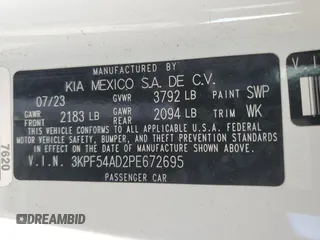 MANUFACTURED BY
KIA MEXICO S.A. DE C.V.
07/23 GVWR 3792 LB PAINT SWP
GAWR FRONT 2183 LB GAWR REAR 2094 LB TRIM WK
THIS VEHICLE CONFORMS TO ALL APPLICABLE U.S.
FEDERAL MOTOR VEHICLE SAFETY, BUMPER, AND
THEFT PREVENTION STANDARDS IN EFFECT ON
THE DATE OF MANUFACTURE SHOWN ABOVE.
V.I.N. 3KPF54AD2PE672695
PASSENGER CAR
7620
V.I.N